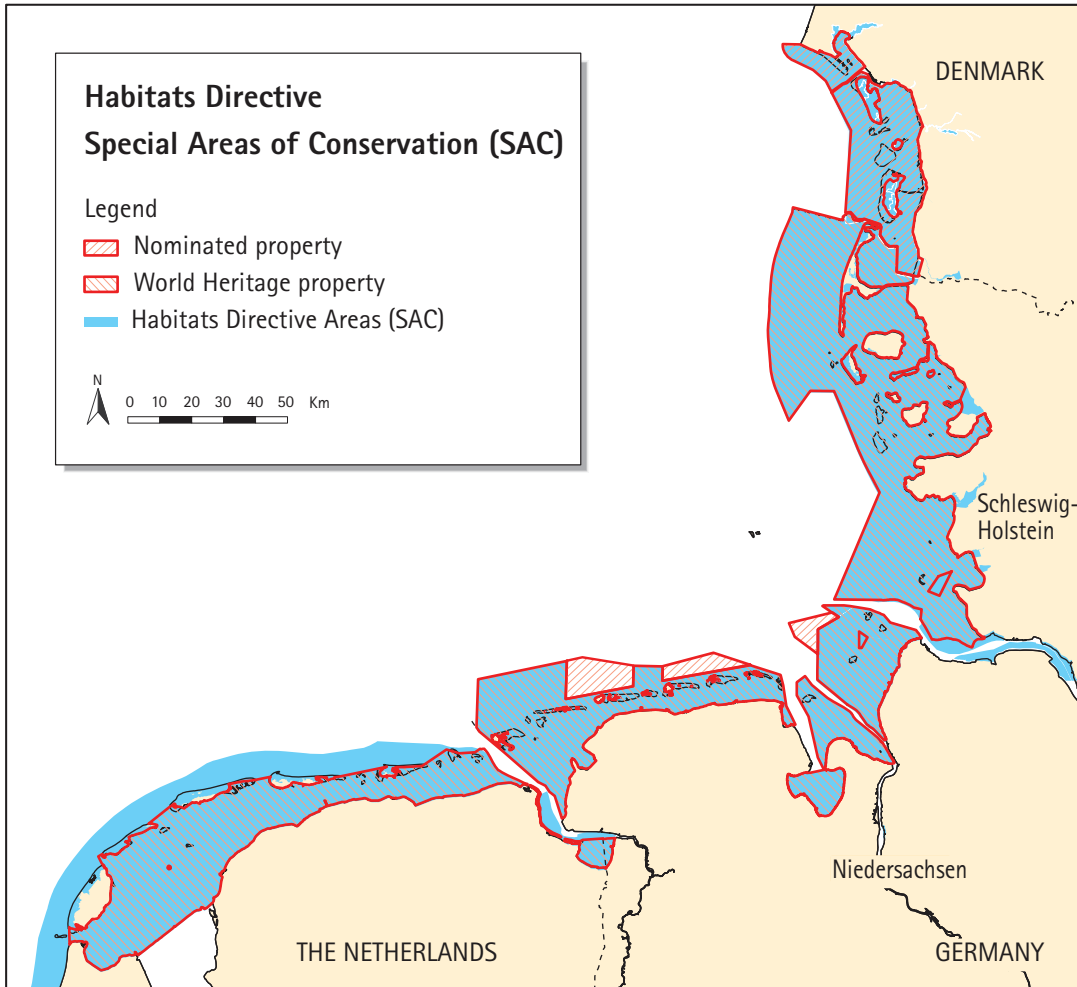 Habitats Directive
Special Areas of Conservation (SAC)
Legend
Nominated property
World Heritage property
Habitats Directive Areas (SAC)
N
0 10 20 30 40 50 Km
DENMARK
Schleswig-
Holstein
Niedersachsen
THE NETHERLANDS
GERMANY